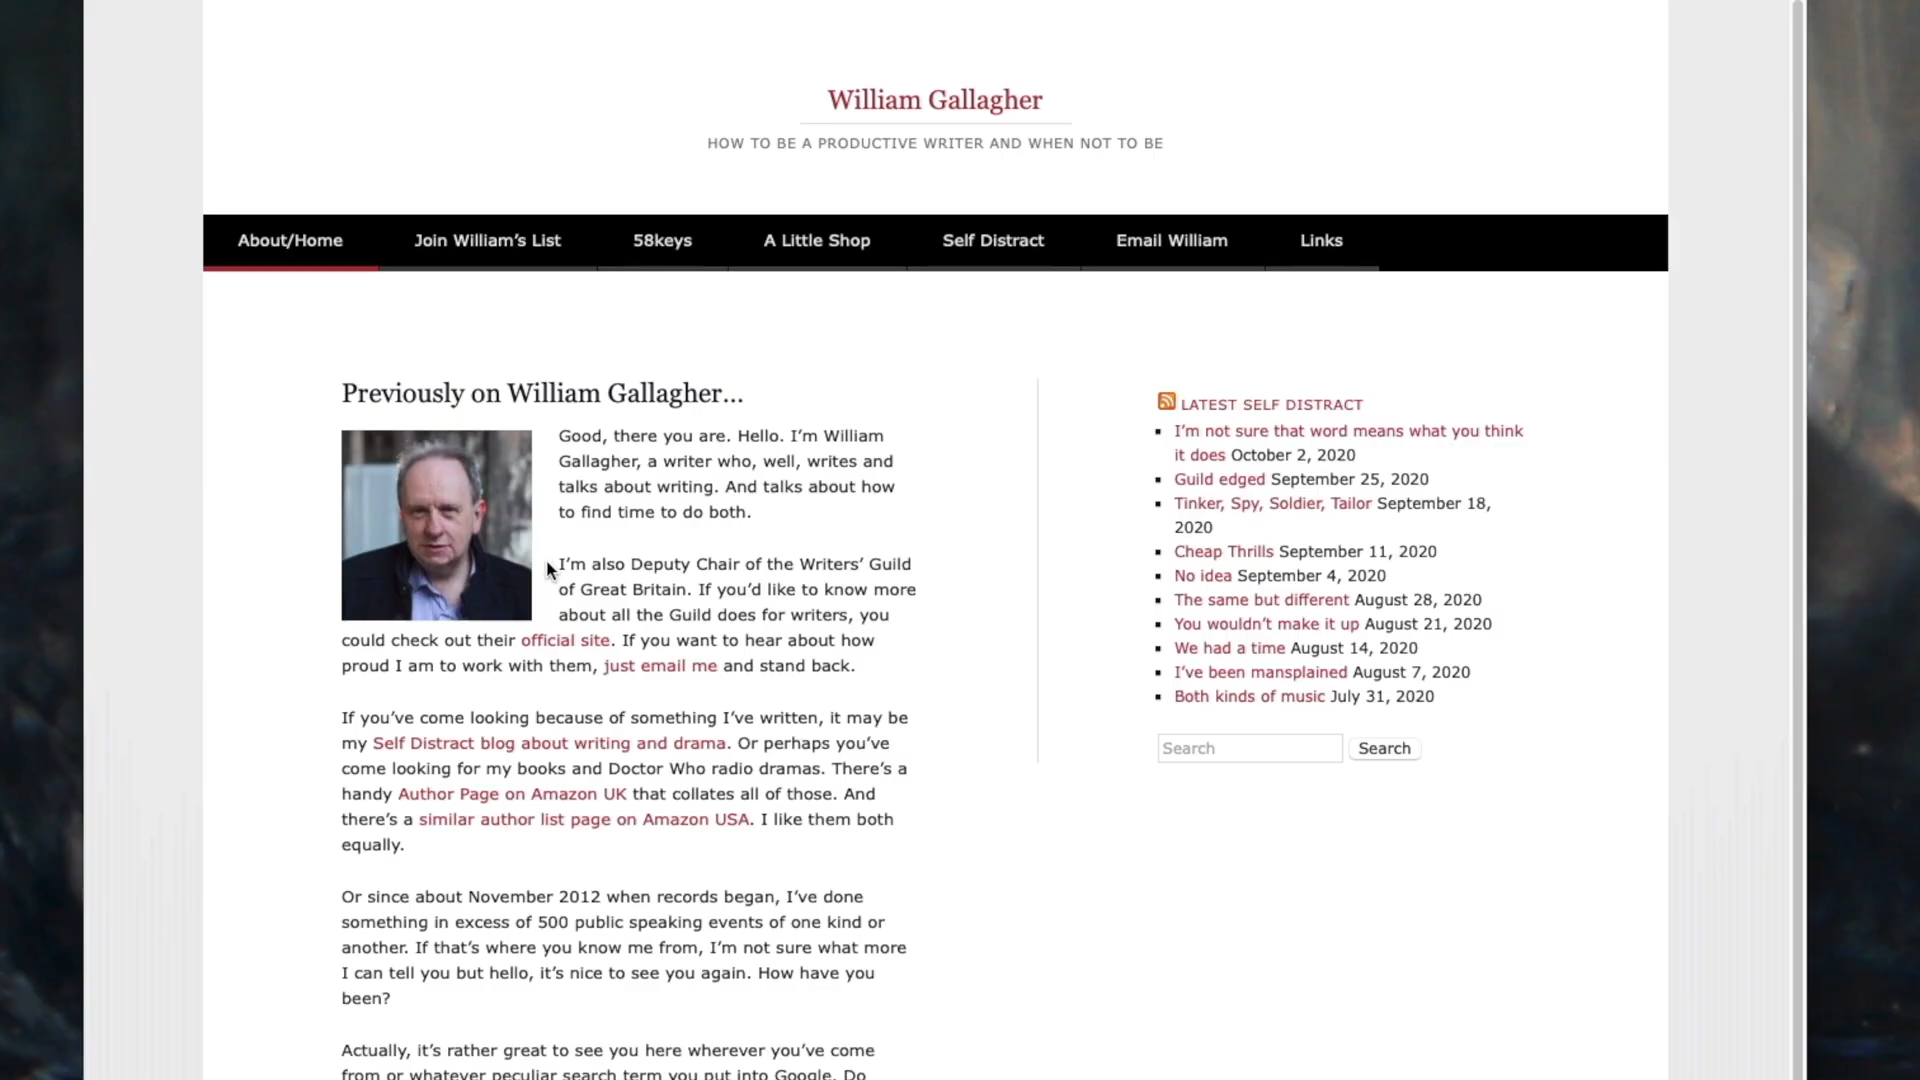 William Gallagher
HOW TO BE A PRODUCTIVE WRITER AND WHEN NOT TO BE
About/Home Join William’s List 58keys A Little Shop Self Distract Email William Links
Previously on William Gallagher…
Good, there you are. Hello. I’m William
Gallagher, a writer who, well, writes and
talks about writing. And talks about how
to find time to do both.
I’m also Deputy Chair of the Writers’ Guild
of Great Britain. If you’d like to know more
about all the Guild does for writers, you
could check out their official site. If you want to hear about how
proud I am to work with them, just email me and stand back.
If you’ve come looking because of something I’ve written, it may be
my Self Distract blog about writing and drama. Or perhaps you’ve
come looking for my books and Doctor Who radio dramas. There’s a
handy Author Page on Amazon UK that collates all of those. And
there’s a similar author list page on Amazon USA. I like them both
equally.
Or since about November 2012 when records began, I’ve done
something in excess of 500 public speaking events of one kind or
another. If that’s where you know me from, I’m not sure what more
I can tell you but hello, it’s nice to see you again. How have you
been?
Actually, it’s rather great to see you here wherever you’ve come
from or whatever peculiar search term you put into Google. Do
LATEST SELF DISTRACT
I’m not sure that word means what you think
it does October 2, 2020
Guild edged September 25, 2020
Tinker, Spy, Soldier, Tailor September 18,
2020
Cheap Thrills September 11, 2020
No idea September 4, 2020
The same but different August 28, 2020
You wouldn’t make it up August 21, 2020
We had a time August 14, 2020
I’ve been mansplained August 7, 2020
Both kinds of music July 31, 2020
Search Search